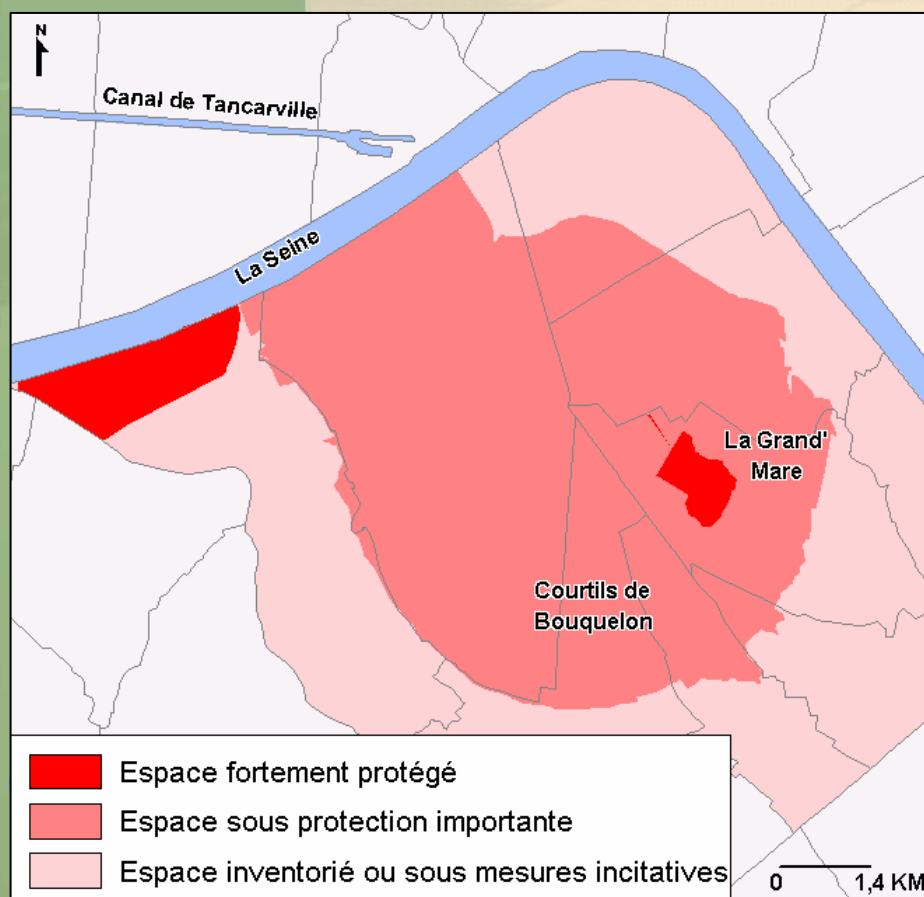 N
Canal de Tancarville
La Seine
La Grand'
Mare
Courtils de
Bouquelon
Espace fortement protégé
Espace sous protection importante
Espace inventorié ou sous mesures incitatives
0 1,4 KM